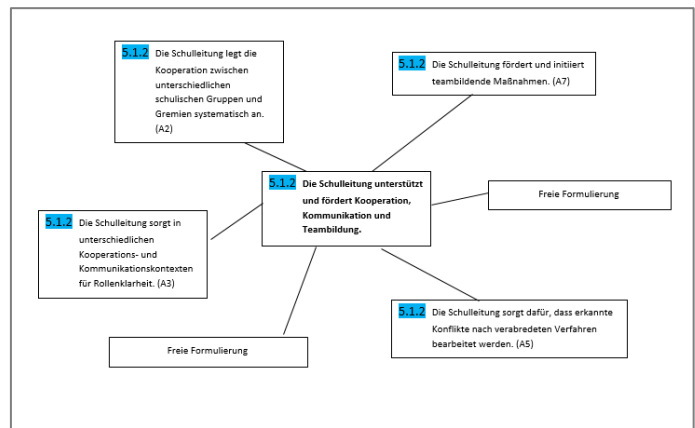 5.1.2 Die Schulleitung legt die
Kooperation zwischen
unterschiedlichen
schulischen Gruppen und
Gremien systematisch an.
(A2)
5.1.2 Die Schulleitung fördert und initiiert
teambildende Maßnahmen. (A7)
5.1.2 Die Schulleitung unterstützt
und fördert Kooperation,
Kommunikation und
Teambildung.
Freie Formulierung
5.1.2 Die Schulleitung sorgt in
unterschiedlichen
Kooperations- und
Kommunikationskontexten
für Rollenklarheit. (A3)
5.1.2 Die Schulleitung sorgt dafür, dass erkannte
Konflikte nach verabredeten Verfahren
bearbeitet werden. (A5)
Freie Formulierung